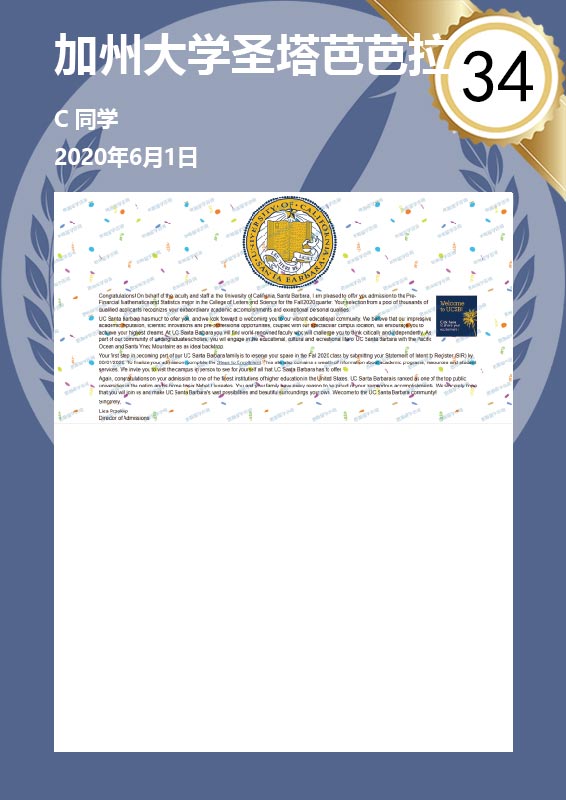 加州大学圣塔芭芭拉
34
C 同学
2020年6月1日
UNIVERSITY OF CALIFORNIA
SANTA BARBARA
Congratulations! On behalf of the faculty and staff at the University of California, Santa Barbara, I am pleased to offer you admission to the Pre-
Financial Mathematics and Statistics major in the College of Letters and Science for the Fall 2020 quarter. Your selection from a pool of thousands of
qualified applicants recognizes your extraordinary academic accomplishments and exceptional personal qualities.
Welcome
to UCSB!
UC Santa Barbara has much to offer you, and we look forward to welcoming you to our vibrant educational community. We believe that our impressive
academic reputation, scientific innovations and pre-professional opportunities, coupled with our spectacular campus location, will encourage you to
achieve your highest dreams. At UC Santa Barbara you will find world-renowned faculty who will challenge you to think critically and independently. As
part of our community of undergraduate scholars, you will engage in the educational, cultural and recreational life of UC Santa Barbara with the Pacific
Ocean and Santa Ynez Mountains as an ideal backdrop.
Your first step in becoming part of our UC Santa Barbara family is to reserve your space in the Fall 2020 class by submitting your Statement of Intent to Register (SIR) by
services. We invite you to visit the campus in person to see for yourself all that UC Santa Barbara has to offer.
Again, congratulations on your admission to one of the finest institutions of higher education in the United States. UC Santa Barbara is ranked as one of the top public
that you will join us and make UC Santa Barbara's vast possibilities and beautiful surroundings your own. Welcome to the UC Santa Barbara community!
Sincerely,
Lisa Przekop
Director of Admissions